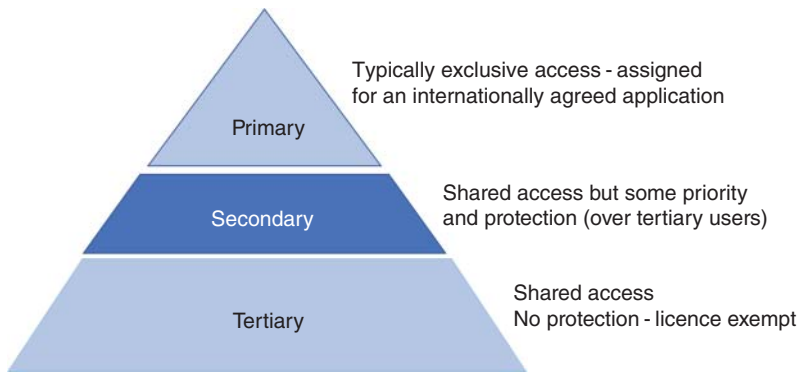 Typically exclusive access - assigned
for an internationally agreed application
Primary
Shared access but some priority
and protection (over tertiary users)
Secondary
Shared access
No protection - licence exempt
Tertiary